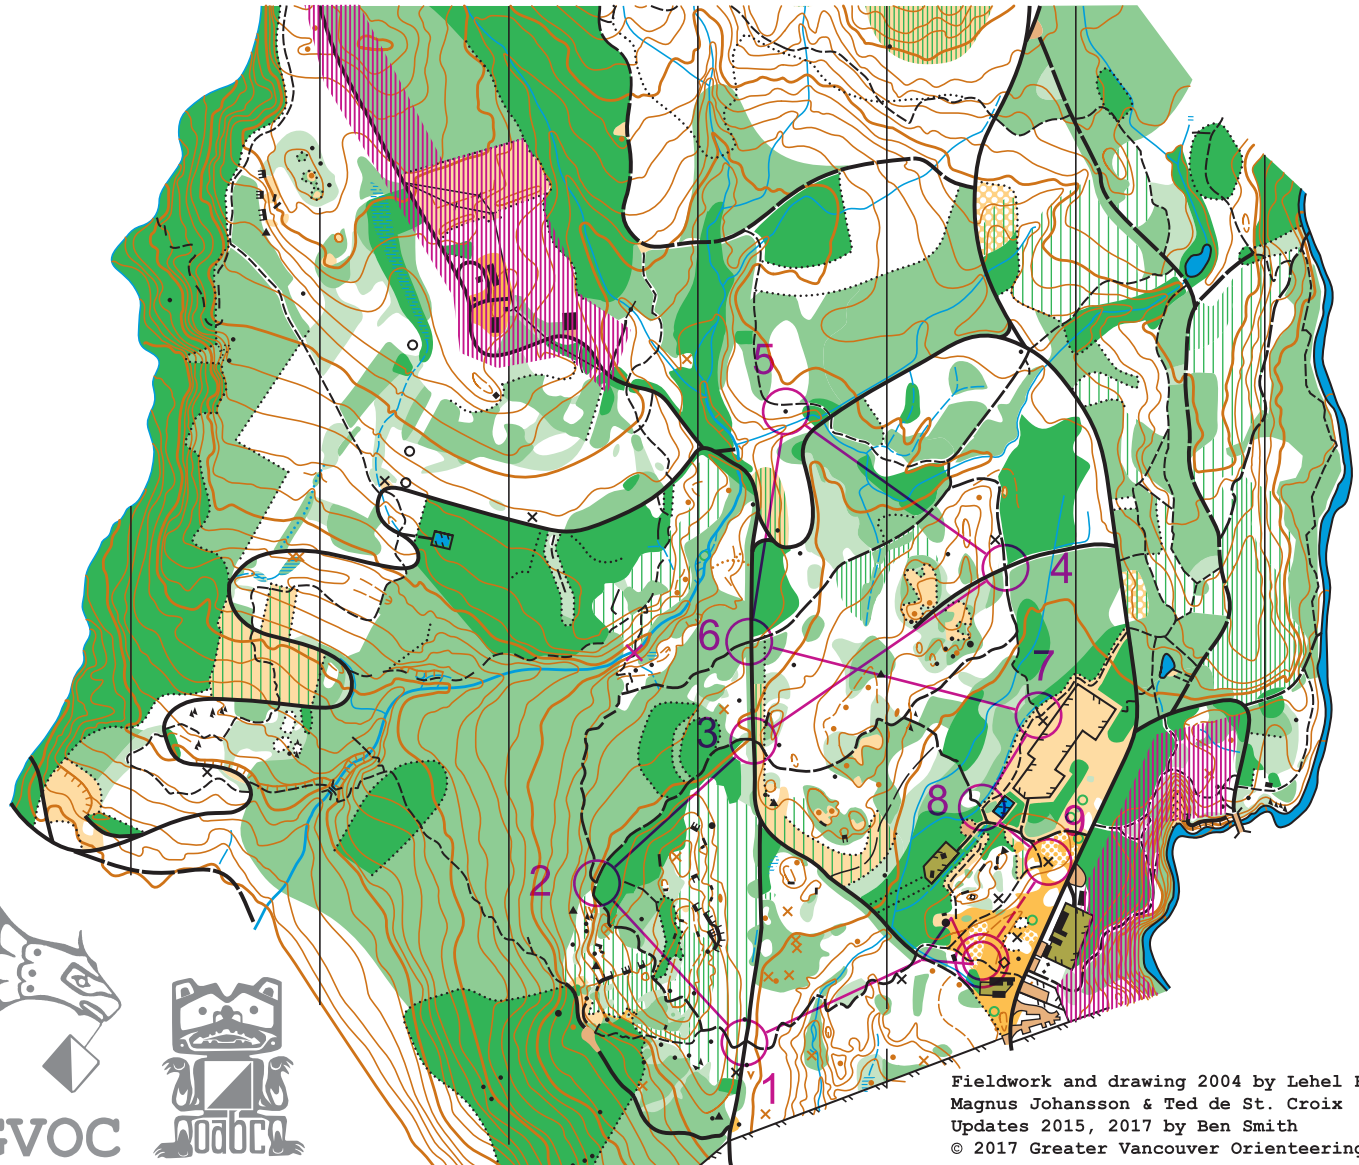 5
4
6
7
3
8
9
2
1
Fieldwork and drawing 2004 by Lehel
Magnus Johansson & Ted de St. Croix
Updates 2015, 2017 by Ben Smith
© 2017 Greater Vancouver Orienteering
GVOC
oabc